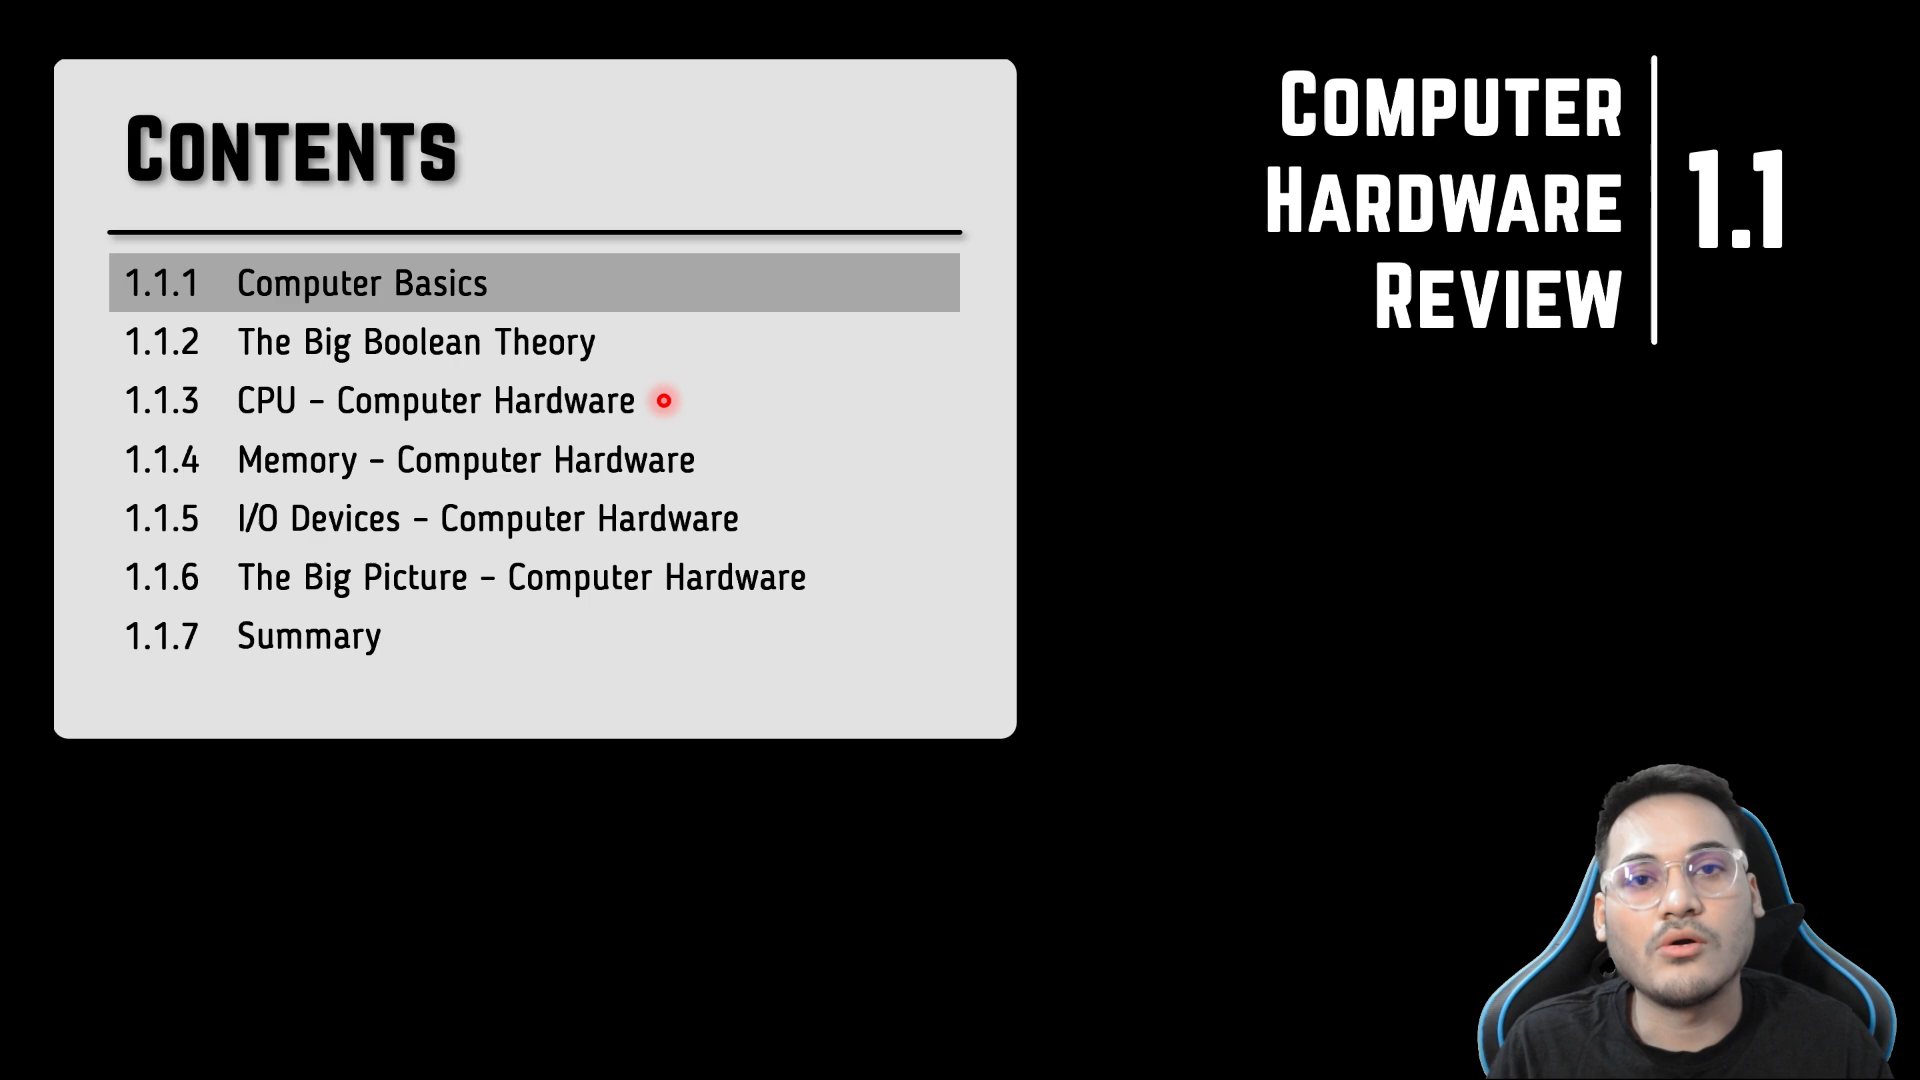 Contents
1.1.1 Computer Basics
1.1.2 The Big Boolean Theory
1.1.3 CPU – Computer Hardware
1.1.4 Memory – Computer Hardware
1.1.5 I/O Devices – Computer Hardware
1.1.6 The Big Picture – Computer Hardware
1.1.7 Summary
Computer
Hardware
Review
1.1